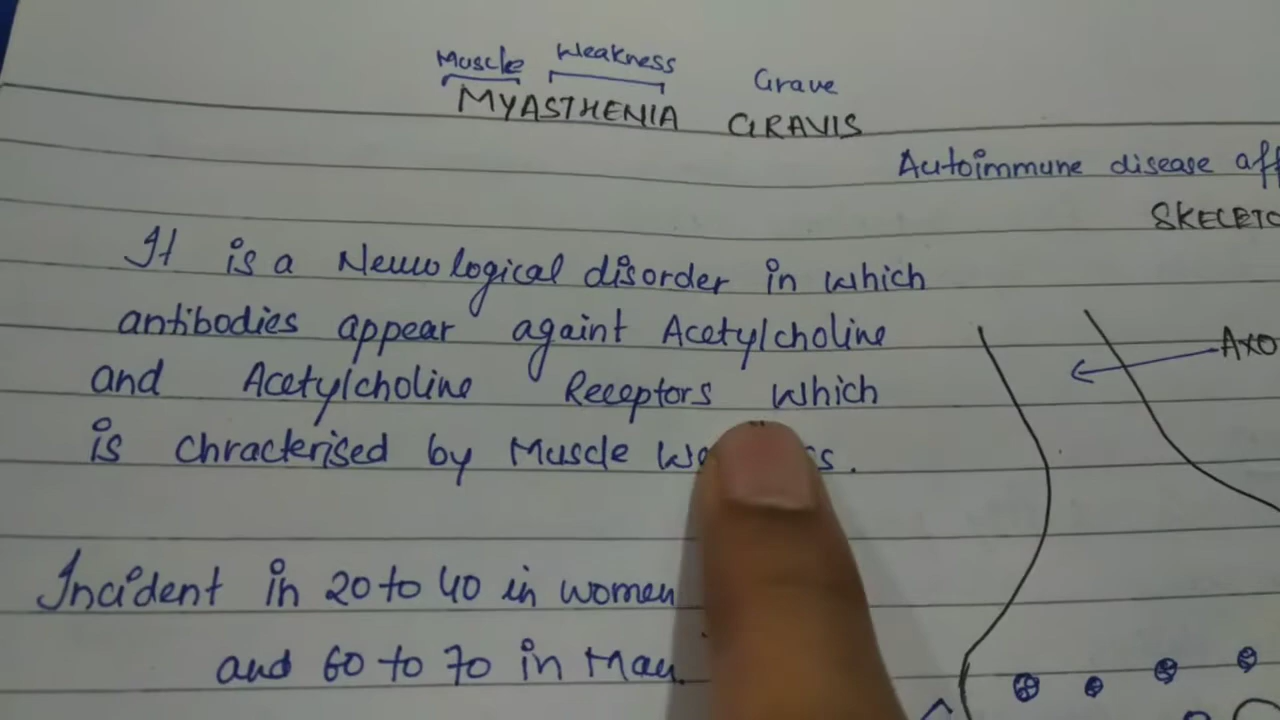 Muscle Weakness Grave
MYASTHENIA GRAVIS
Autoimmune disease
It is a Neurological disorder in which
antibodies appear againt Acetylcholine
and Acetylcholine Receptors which
is chracterised by Muscle
Incident in 20 to 40 in women
and 60 to 70 in Man.